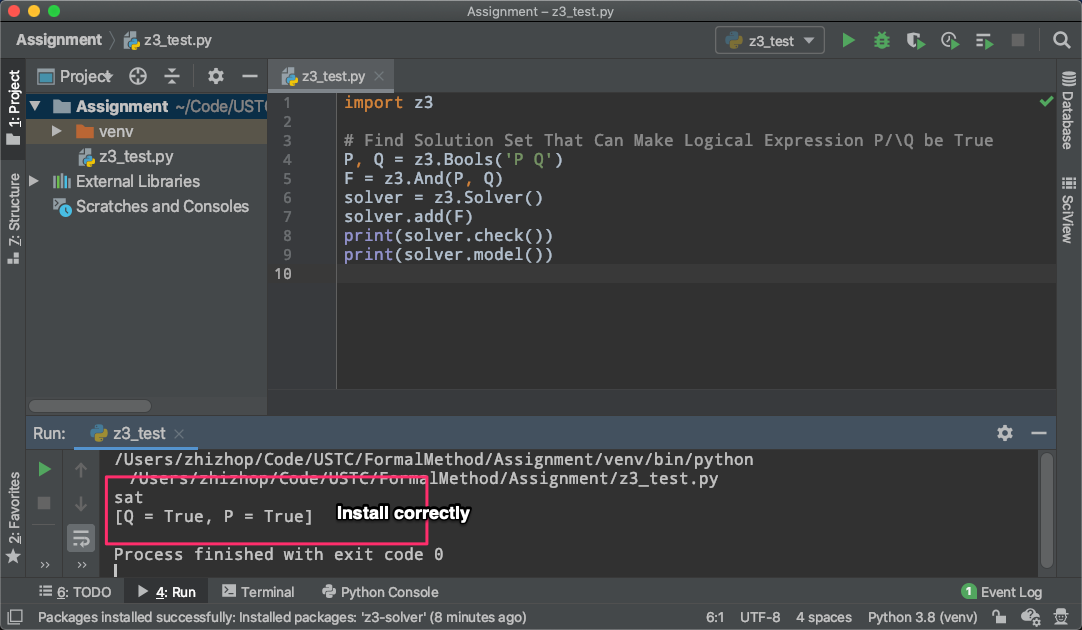 Assignment – z3_test.py
Assignment z3_test.py z3_test
Project z3_test.py
1: Project
Assignment ~/Code/UST
venv
z3_test.py
External Libraries
Scratches and Consoles
7: Structure
2: Favorites
1 import z3
2
3 # Find Solution Set That Can Make Logical Expression P/\Q be True
4 P, Q = z3.Bools('P Q')
5 F = z3.And(P, Q)
6 solver = z3.Solver()
7 solver.add(F)
8 print(solver.check())
9 print(solver.model())
10
Database
SciView
Run: z3_test
/Users/zhizhop/Code/USTC/FormalMethod/Assignment/venv/bin/python
/Users/zhizhop/Code/USTC/FormalMethod/Assignment/z3_test.py
sat
[Q = True, P = True]
Install correctly
Process finished with exit code 0
6: TODO 4: Run Terminal Python Console 1 Event Log
Packages installed successfully: Installed packages: 'z3-solver' (8 minutes ago) 6:1 UTF-8 4 spaces Python 3.8 (venv)